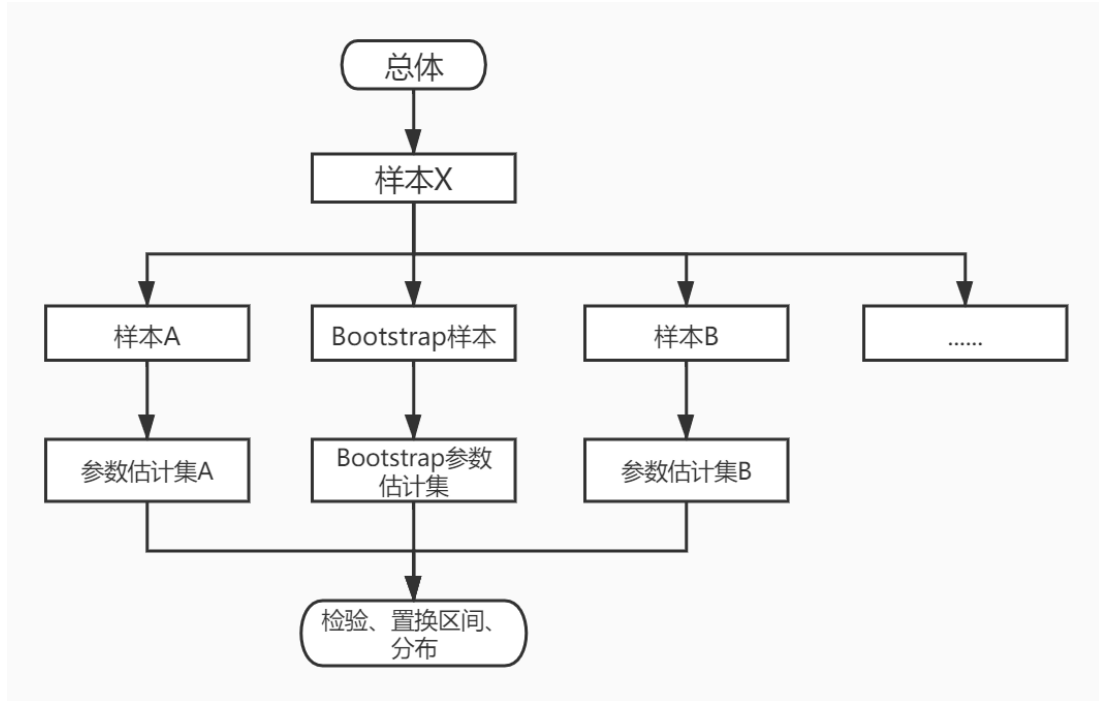 总体
样本X
样本A
Bootstrap样本
样本B
......
参数估计集A
Bootstrap参数
估计集
参数估计集B
检验、置换区间、
分布